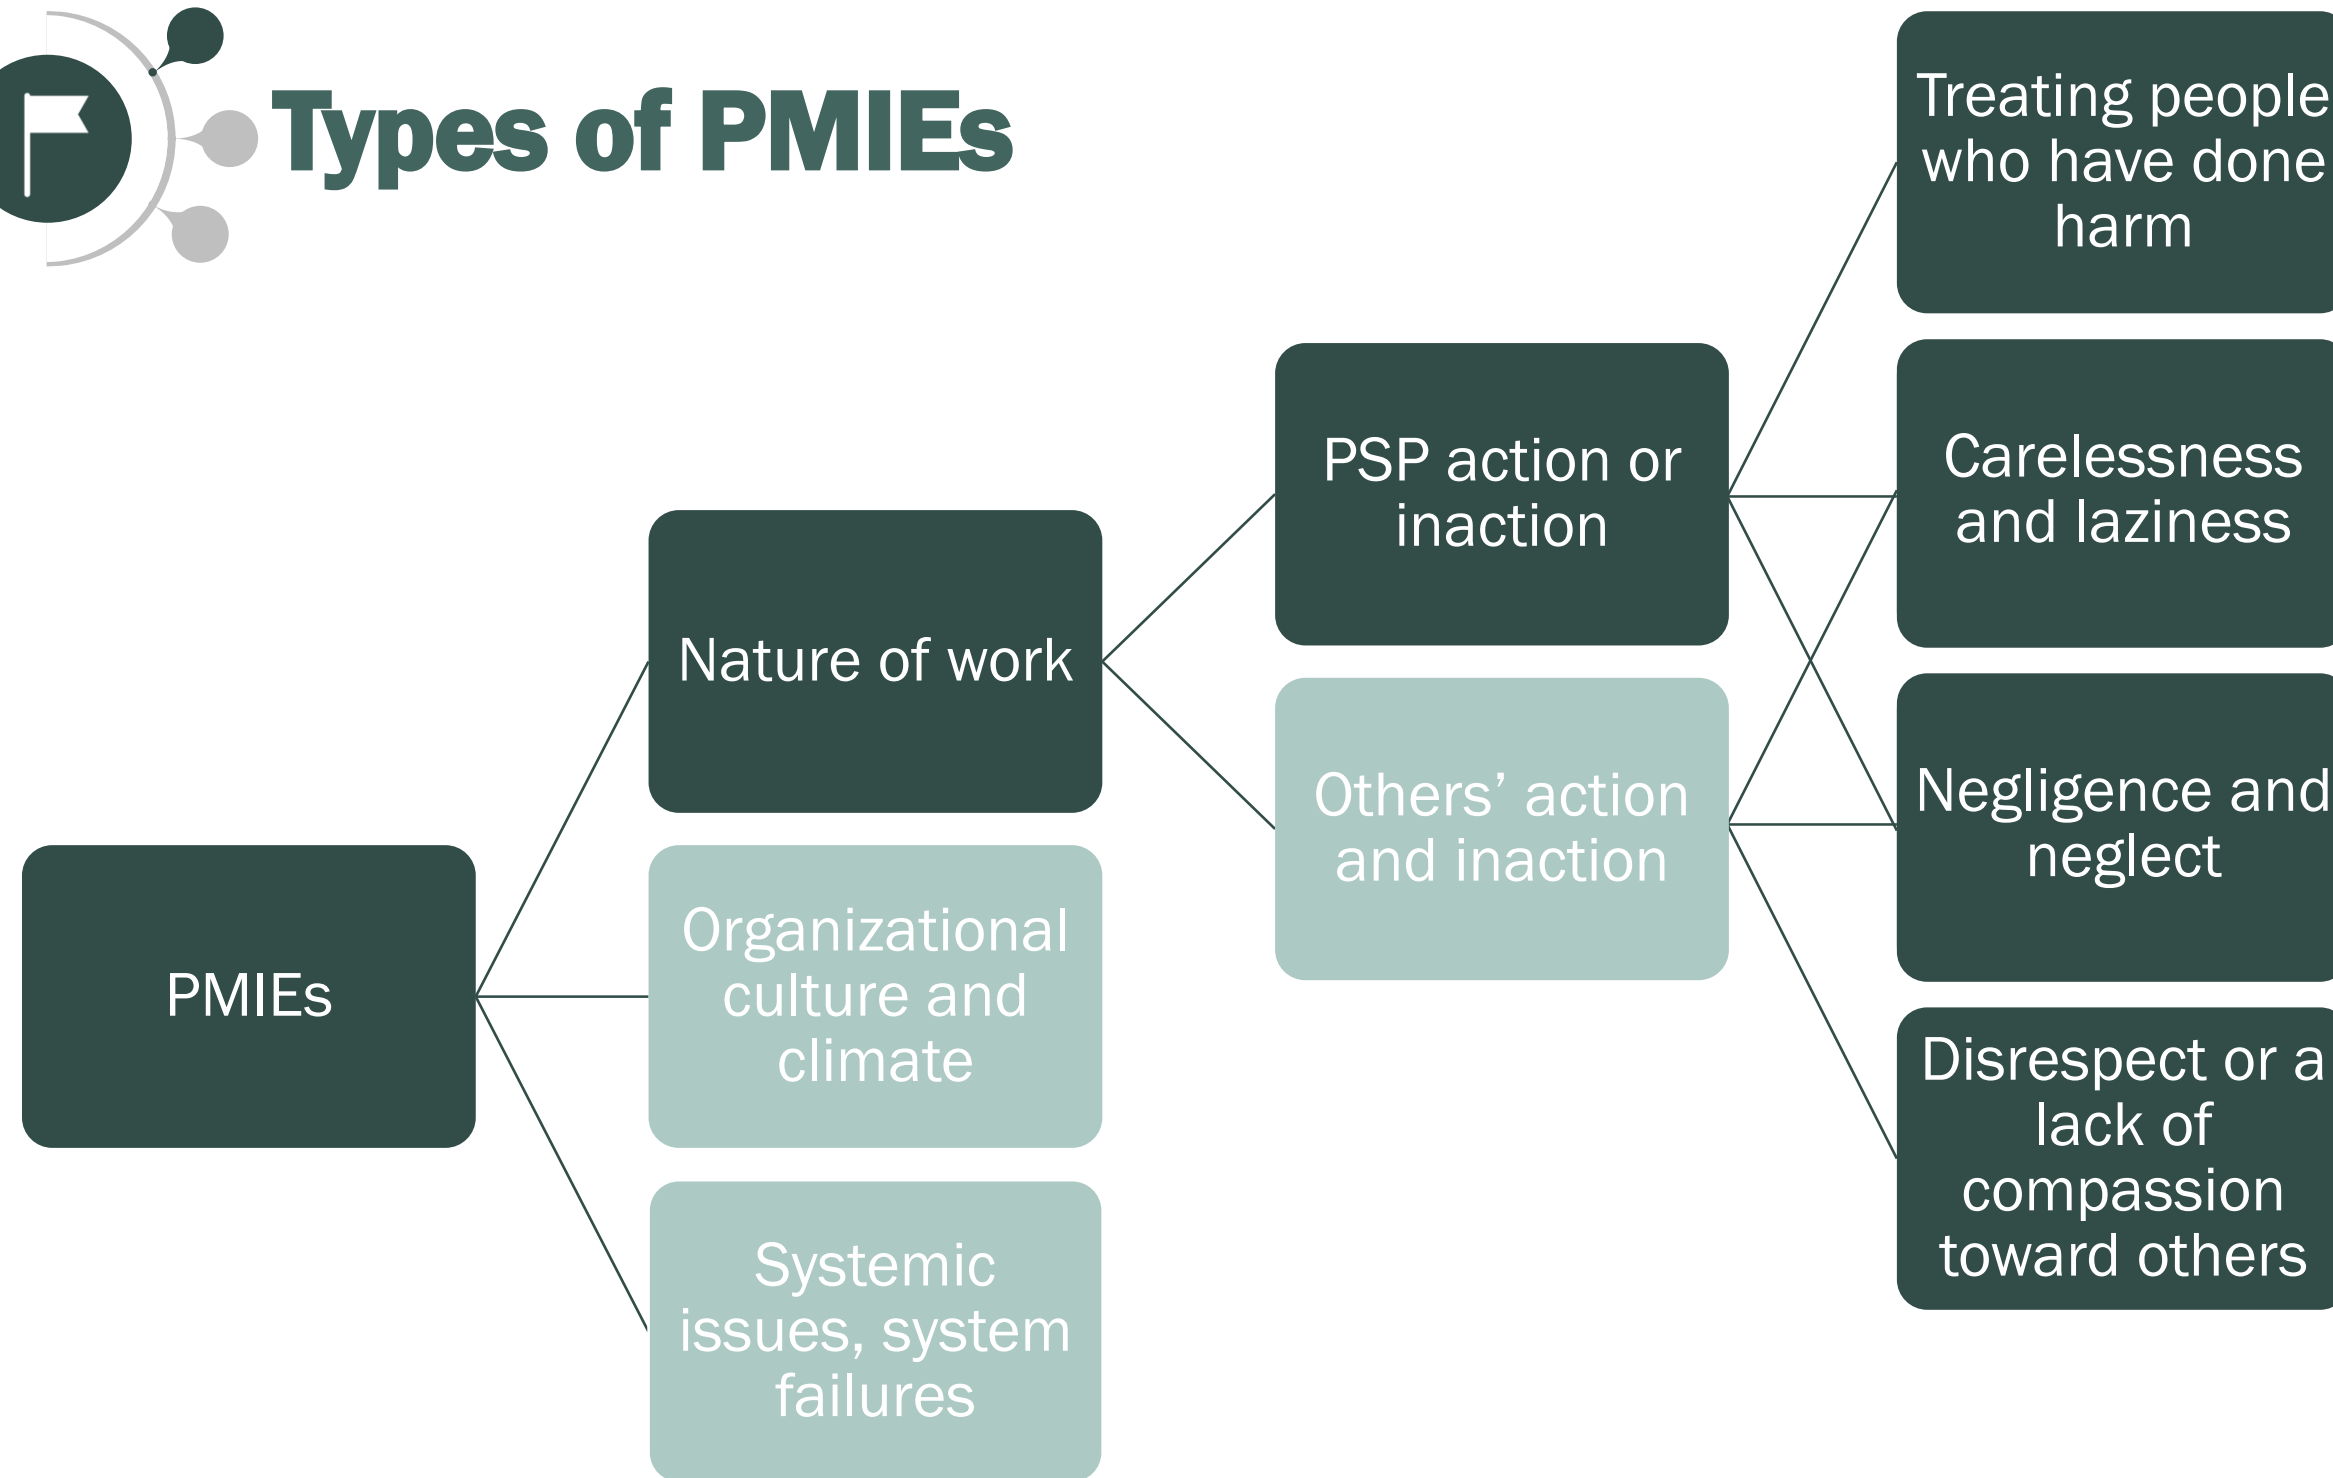 Types of PMIEs
PMIEs
Nature of work
Organizational
culture and
climate
Systemic
issues, system
failures
PSP action or
inaction
Others’ action
and inaction
Treating people
who have done
harm
Carelessness
and laziness
Negligence and
neglect
Disrespect or a
lack of
compassion
toward others